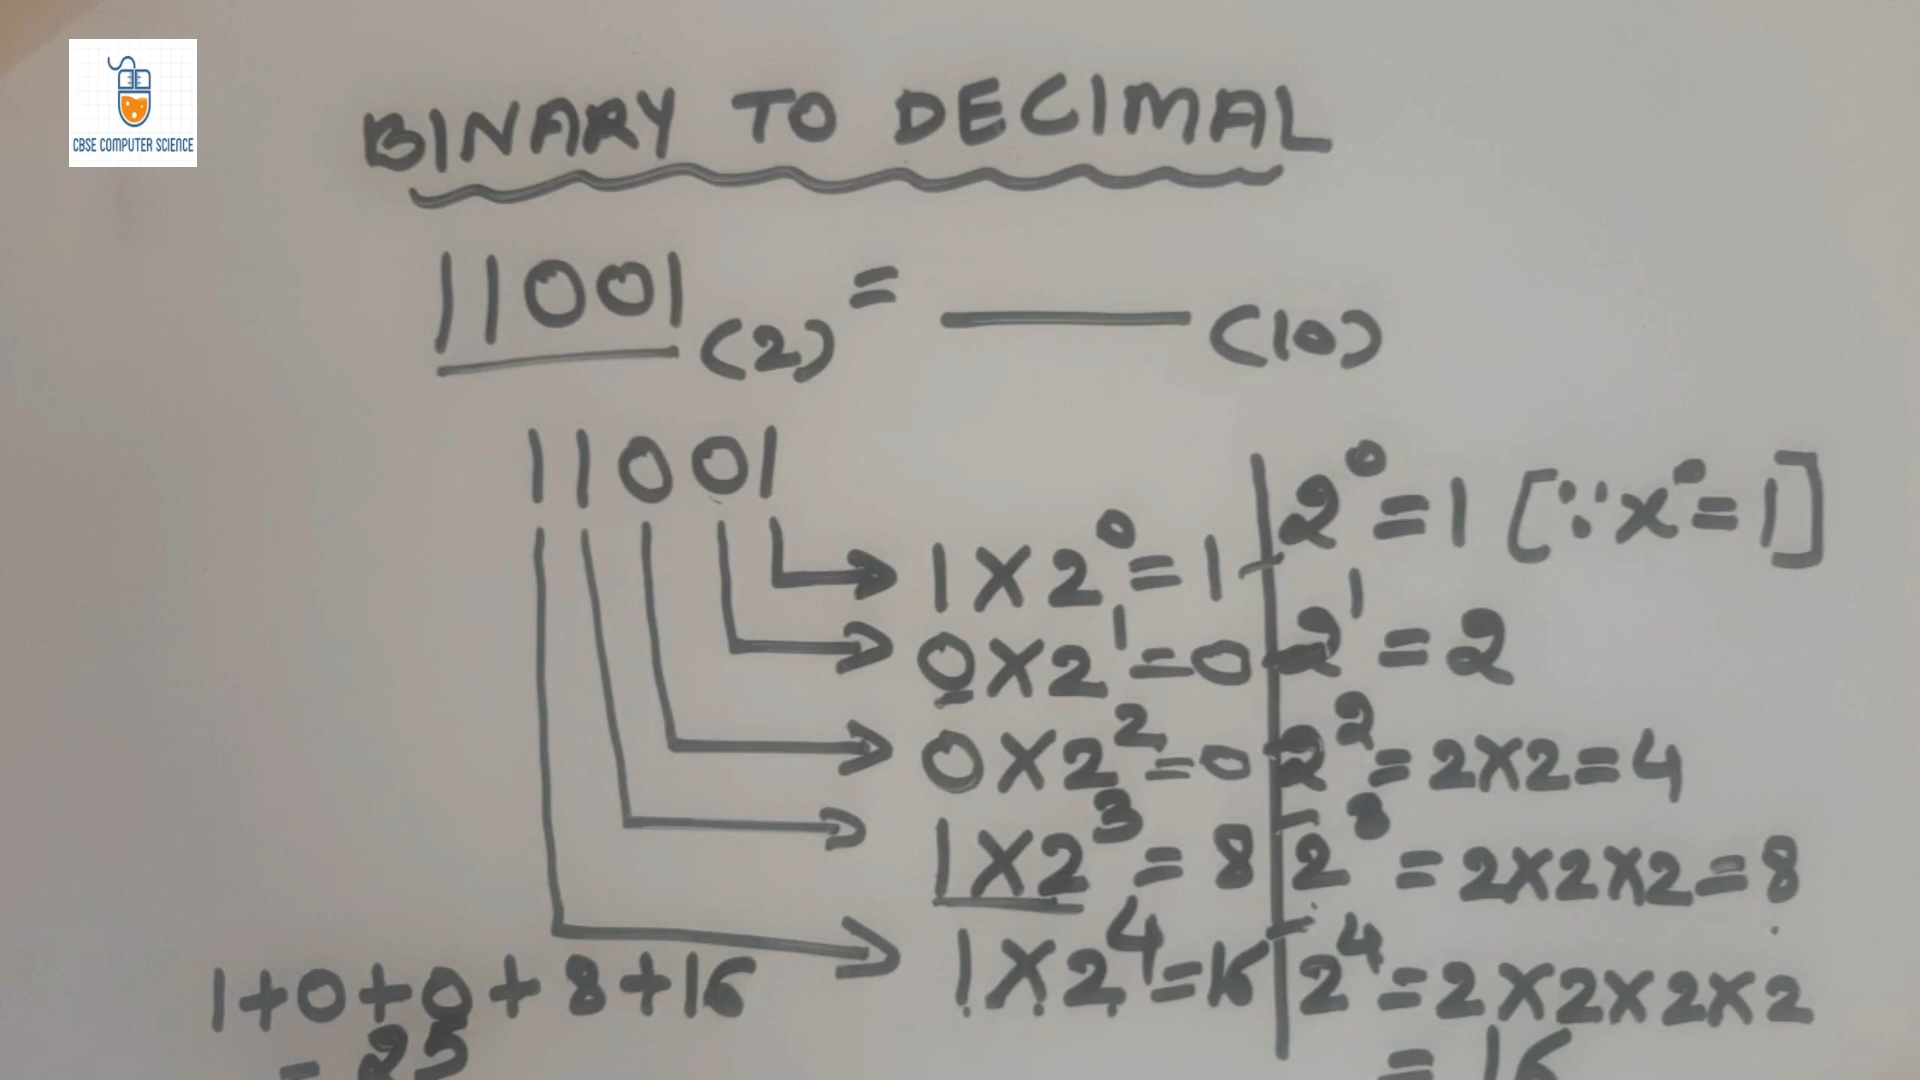 CBSE COMPUTER SCIENCE
BINARY TO DECIMAL
11001(2) = ______(10)
11001
1X2⁰=1
0X2¹=0
0X2²=0
1X2³=8
1X2⁴=16
2⁰=1 [∵x⁰=1]
2¹=2
2²=2X2=4
2³=2X2X2=8
2⁴=2X2X2X2
=16
1+0+0+8+16
=25